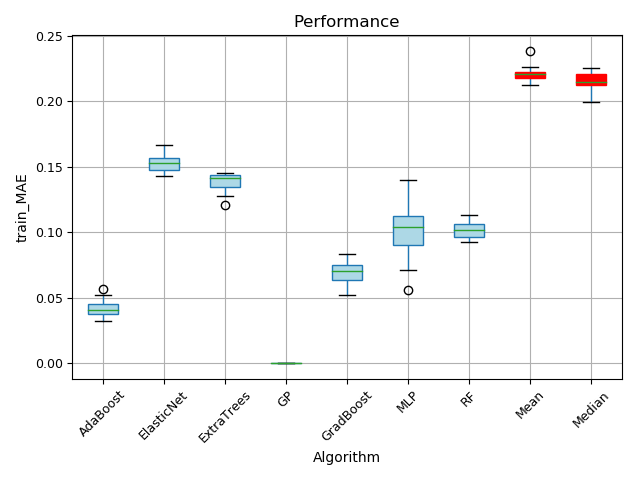 Performance
0.25
0.20
0.15
0.10
0.05
0.00
train_MAE
AdaBoost
ElasticNet
ExtraTrees
GP
GradBoost
MLP
RF
Mean
Median
Algorithm